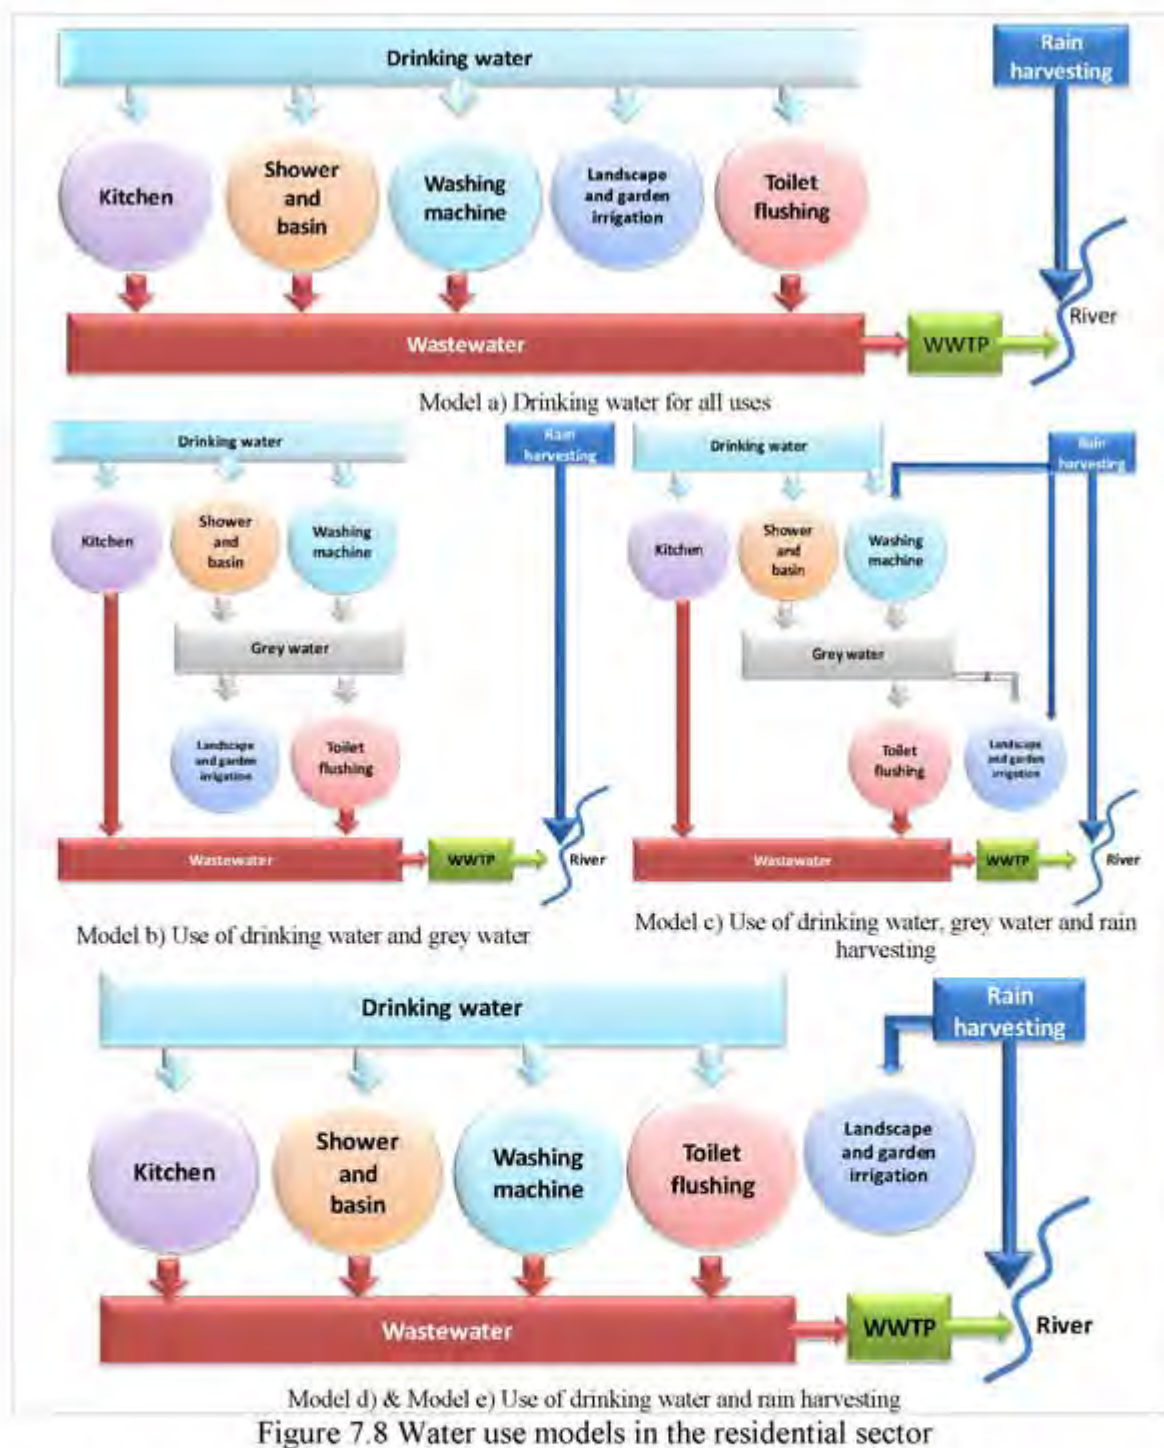 Drinking water
Rain
harvesting
Kitchen
Shower
and
basin
Washing
machine
Landscape
and garden
irrigation
Toilet
flushing
River
Wastewater
WWTP
Model a) Drinking water for all uses
Drinking water
Rain
harvesting
Kitchen
Shower
and
basin
Washing
machine
Grey water
Landscape
and garden
irrigation
Toilet
flushing
Wastewater
WWTP
River
Model b) Use of drinking water and grey water
Drinking water
Rain
harvesting
Kitchen
Shower
and
basin
Washing
machine
Grey water
Toilet
flushing
Landscape
and garden
irrigation
Wastewater
WWTP
River
Model c) Use of drinking water, grey water and rain
harvesting
Drinking water
Rain
harvesting
Kitchen
Shower
and
basin
Washing
machine
Toilet
flushing
Landscape
and garden
irrigation
Wastewater
WWTP
River
Model d) & Model e) Use of drinking water and rain harvesting
Figure 7.8 Water use models in the residential sector